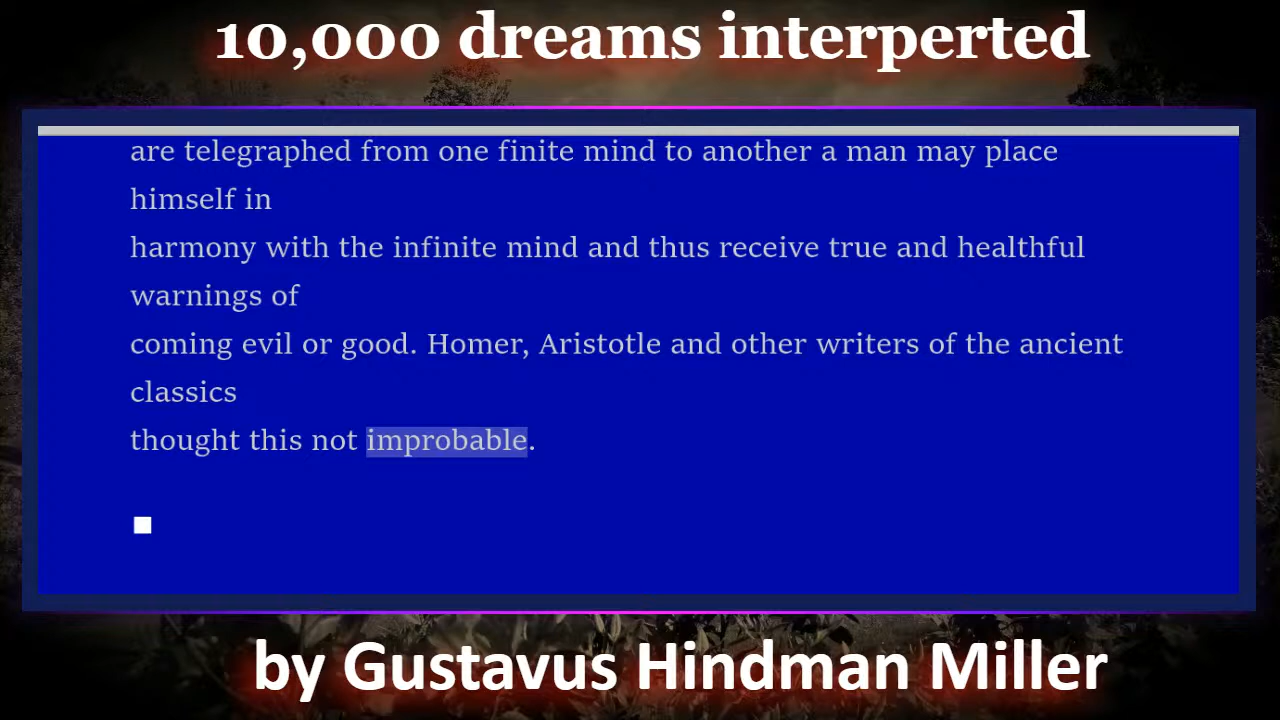 10,000 dreams interperted
are telegraphed from one finite mind to another a man may place
himself in
harmony with the infinite mind and thus receive true and healthful
warnings of
coming evil or good. Homer, Aristotle and other writers of the ancient
classics
thought this not improbable.
by Gustavus Hindman Miller